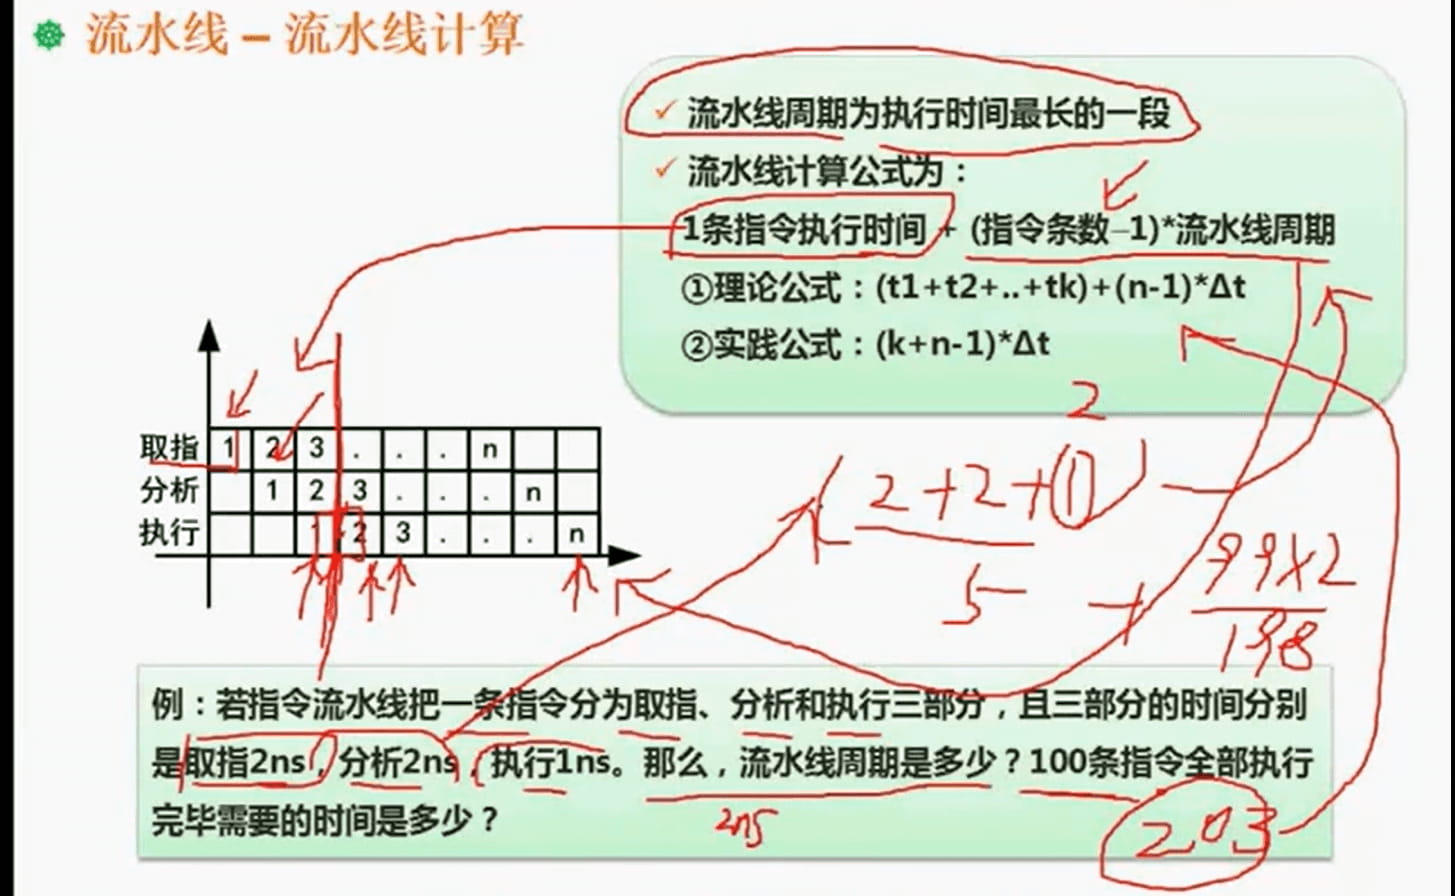 流水线 – 流水线计算
✓ 流水线周期为执行时间最长的一段
✓ 流水线计算公式为：
1条指令执行时间 + (指令条数-1)*流水线周期
①理论公式：(t1+t2+..+tk)+(n-1)*Δt
②实践公式：(k+n-1)*Δt
取指 1 2 3 . . . n
分析 1 2 3 . . . n
执行 1 2 3 . . . n
2
(2+2+1)
5 + 99×2
198
例：若指令流水线把一条指令分为取指、分析和执行三部分，且三部分的时间分别
是取指2ns，分析2ns，执行1ns。那么，流水线周期是多少？100条指令全部执行
完毕需要的时间是多少？
2ns
203